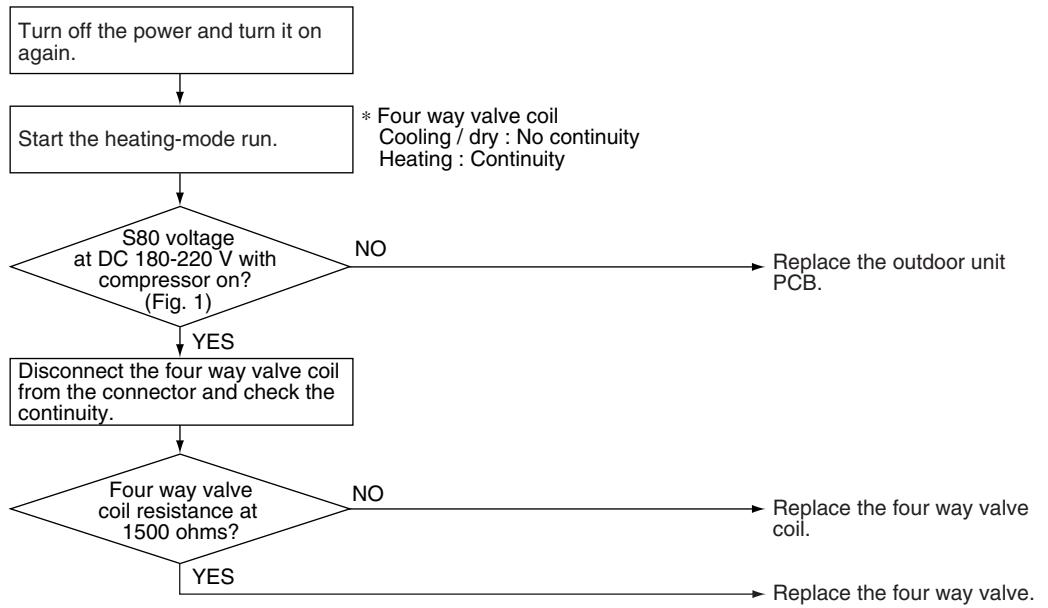 Turn off the power and turn it on
again.
Start the heating-mode run.
* Four way valve coil
Cooling / dry : No continuity
Heating : Continuity
S80 voltage
at DC 180-220 V with
compressor on?
(Fig. 1)
NO
Replace the outdoor unit
PCB.
YES
Disconnect the four way valve coil
from the connector and check the
continuity.
Four way valve
coil resistance at
1500 ohms?
NO
Replace the four way valve
coil.
YES
Replace the four way valve.